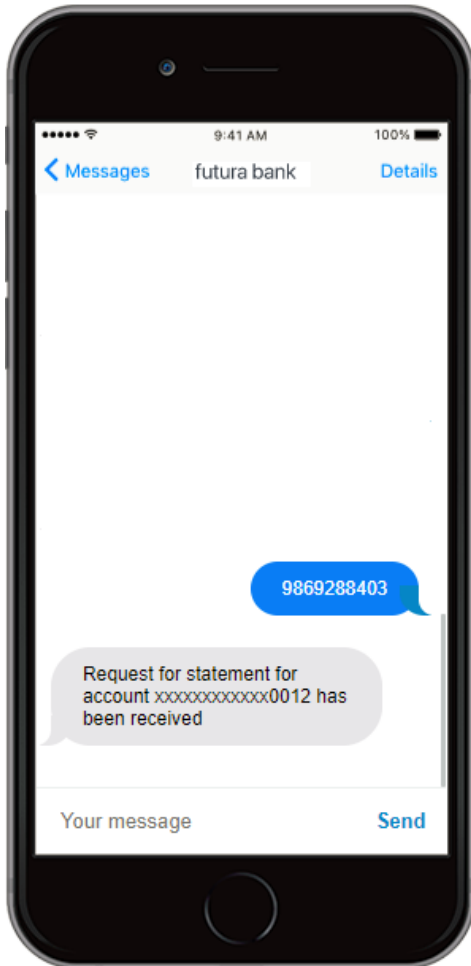 9:41 AM
100%
Messages
futura bank
Details
9869288403
Request for statement for
account xxxxxxxxxxxx0012 has
been received
Your message
Send